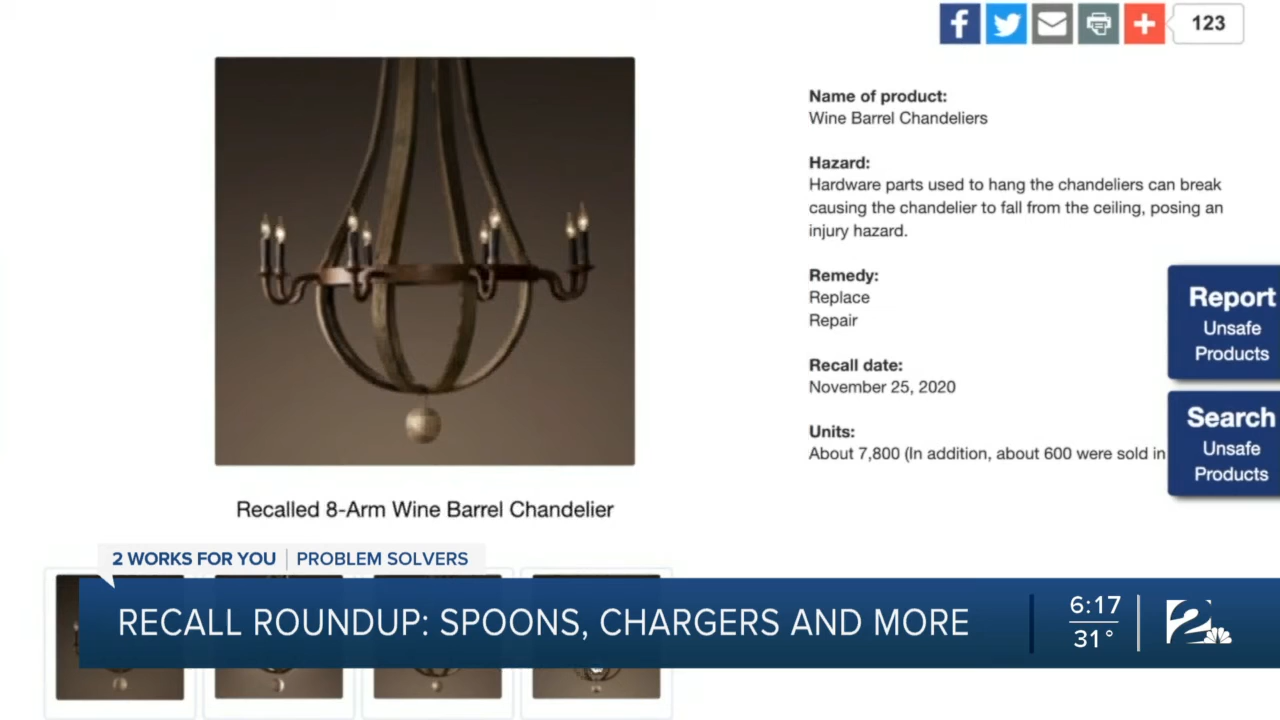 123
Name of product:
Wine Barrel Chandeliers
Hazard:
Hardware parts used to hang the chandeliers can break
causing the chandelier to fall from the ceiling, posing an
injury hazard.
Remedy:
Replace
Repair
Recall date:
November 25, 2020
Units:
About 7,800 (In addition, about 600 were sold in
Report
Unsafe
Products
Search
Unsafe
Products
Recalled 8-Arm Wine Barrel Chandelier
2 WORKS FOR YOU | PROBLEM SOLVERS
RECALL ROUNDUP: SPOONS, CHARGERS AND MORE
6:17
31°
2